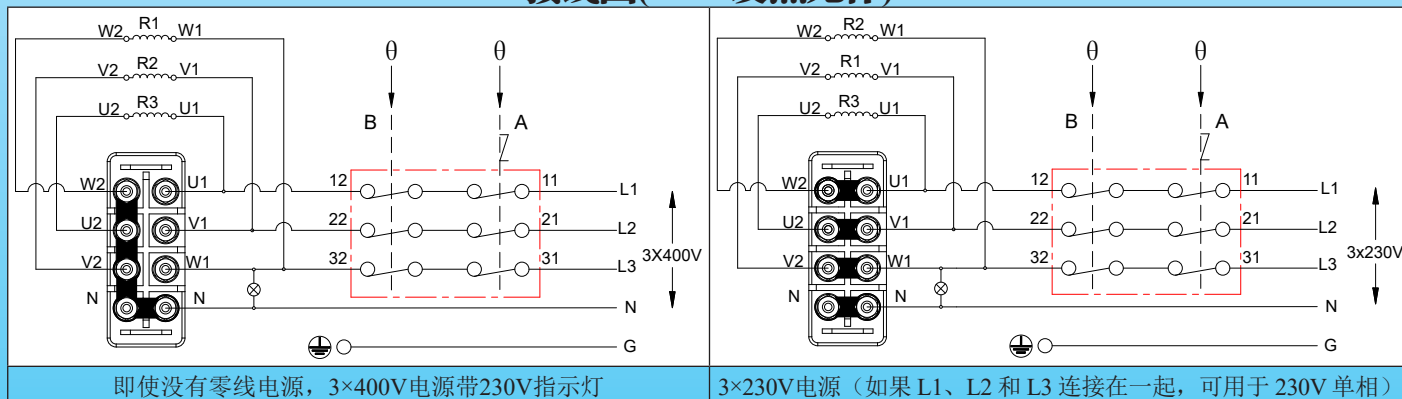 W2 R1 W1
V2 R2 V1
U2 R3 U1
θ θ
B A
W2 U1 12 11 L1
U2 V1 22 21 L2
3X400V
V2 W1 32 31 L3
N N N
G
即使没有零线电源，3×400V电源带230V指示灯
W2 R2 W1
V2 R1 V1
U2 R3 U1
θ θ
B A
W2 U1 12 11 L1
U2 V1 22 21 L2
3x230V
V2 W1 32 31 L3
N N N
G
3×230V电源（如果 L1、L2 和 L3 连接在一起，可用于 230V 单相）